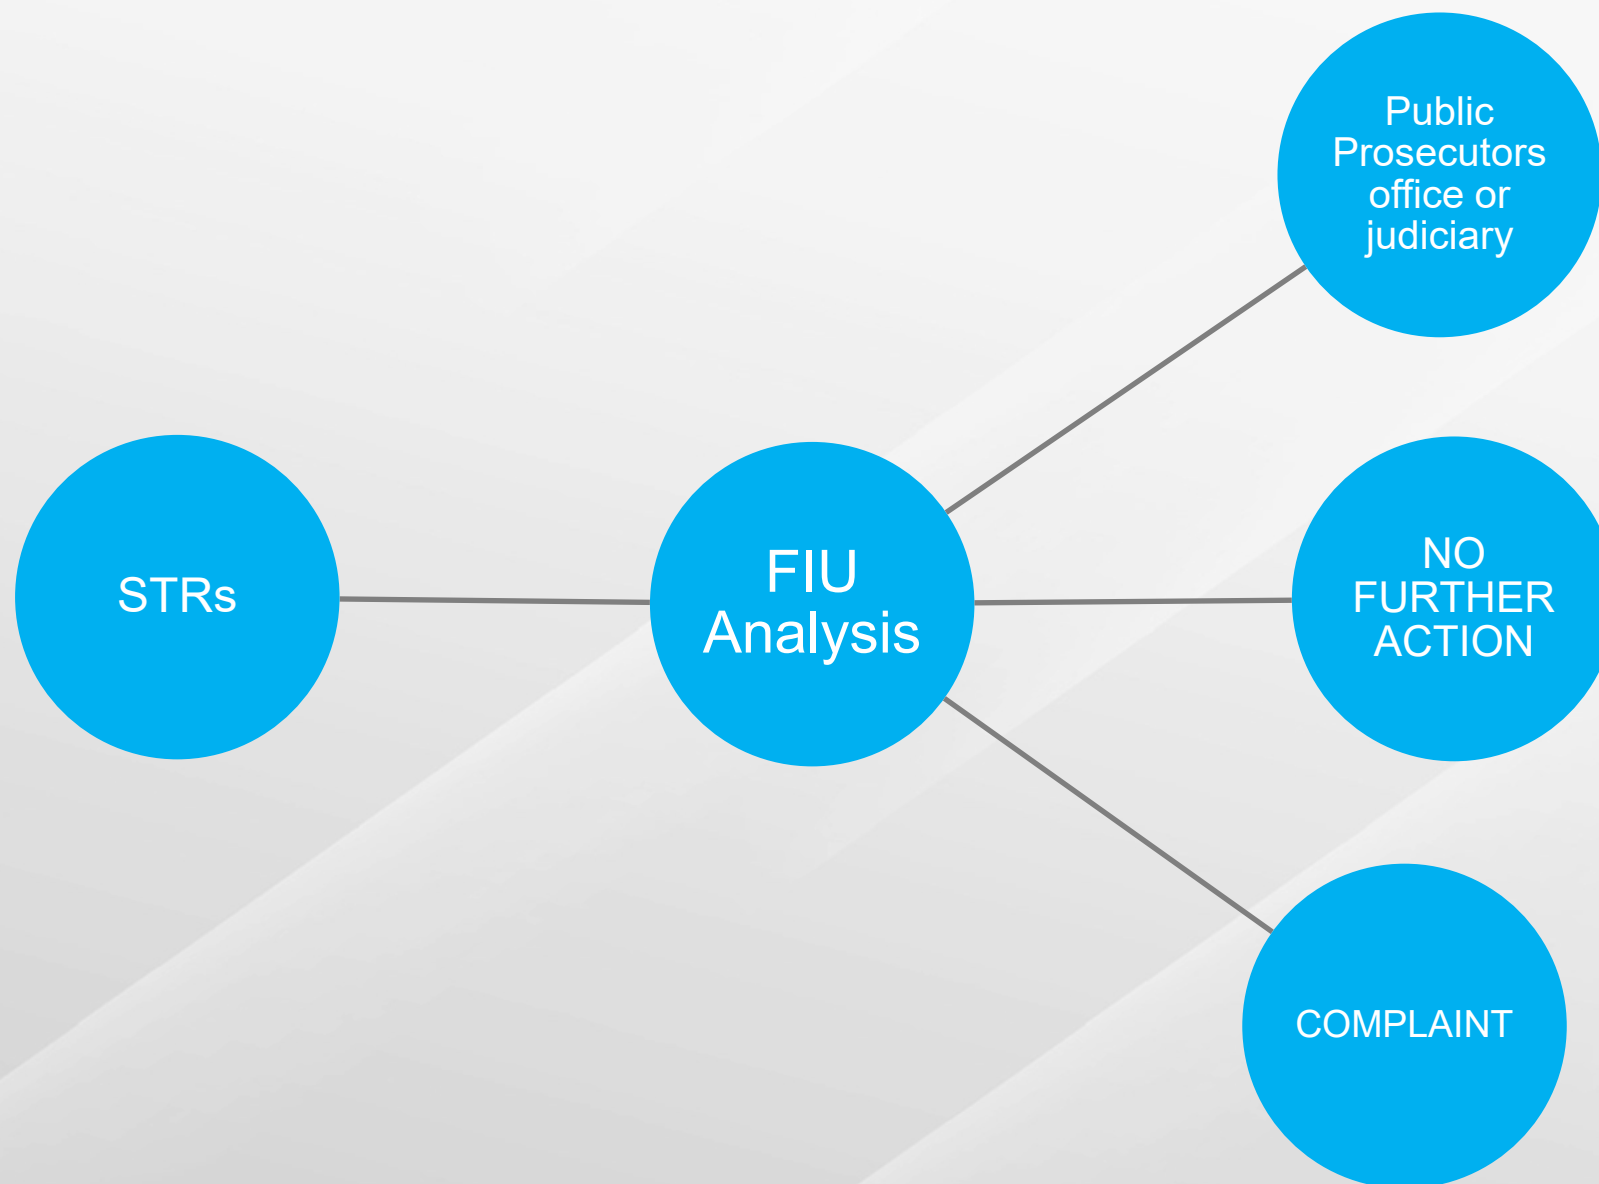 STRs
FIU
Analysis
Public
Prosecutors
office or
judiciary
NO
FURTHER
ACTION
COMPLAINT